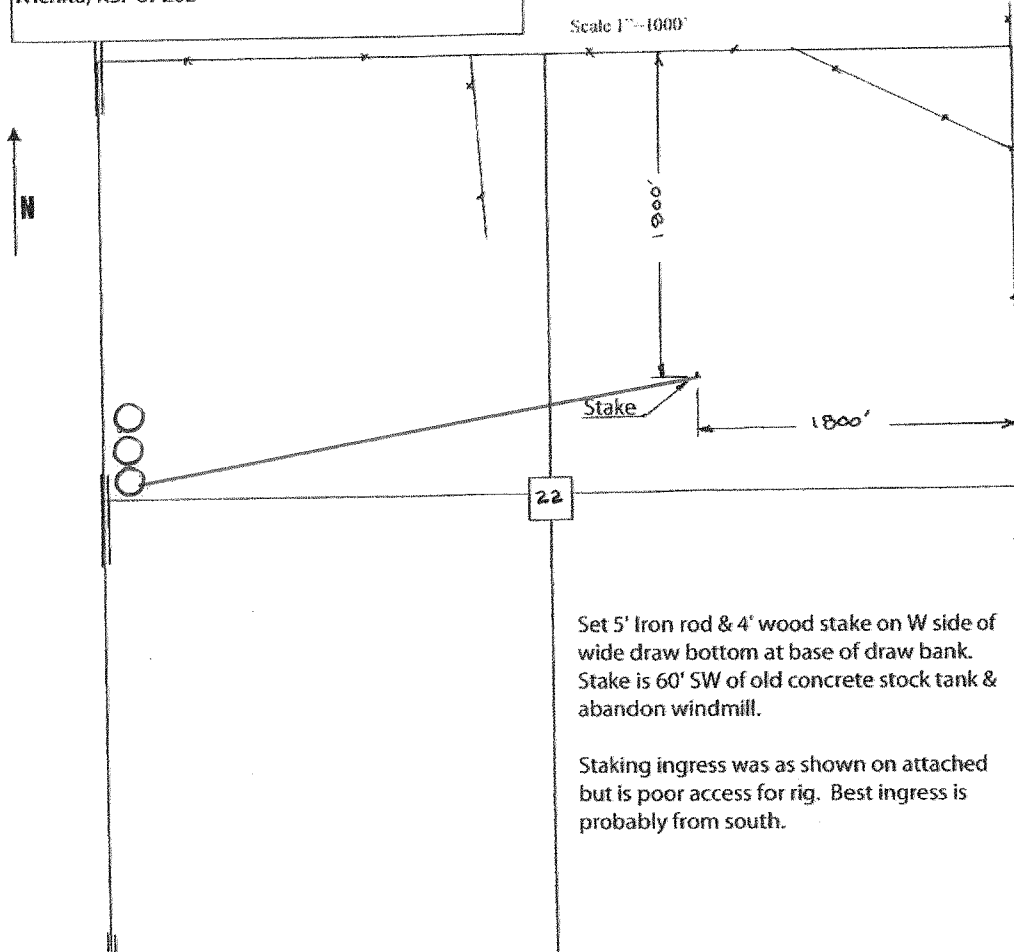 Scale 1"=1000'
N
1800'
Stake
1800'
22
Set 5' Iron rod & 4' wood stake on W side of
wide draw bottom at base of draw bank.
Stake is 60' SW of old concrete stock tank &
abandon windmill.
Staking ingress was as shown on attached
but is poor access for rig. Best ingress is
probably from south.